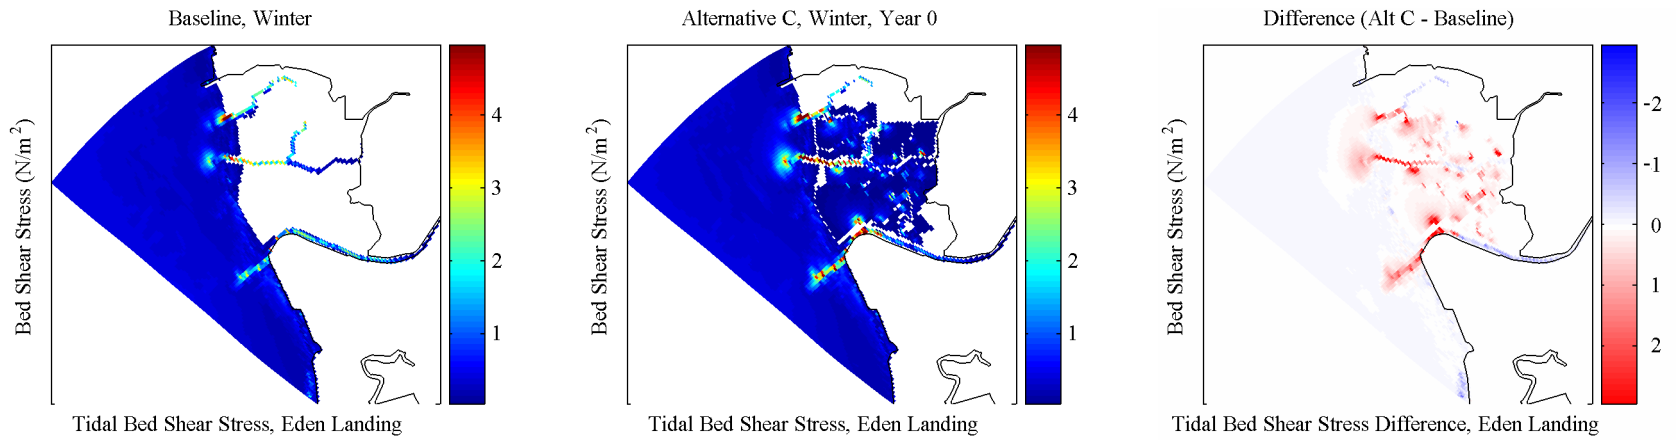 Baseline, Winter
Bed Shear Stress (N/m²)
4
3
2
1
Tidal Bed Shear Stress, Eden Landing
Alternative C, Winter, Year 0
Bed Shear Stress (N/m²)
4
3
2
1
Tidal Bed Shear Stress, Eden Landing
Difference (Alt C - Baseline)
Bed Shear Stress (N/m²)
-2
-1
0
1
2
Tidal Bed Shear Stress Difference, Eden Landing